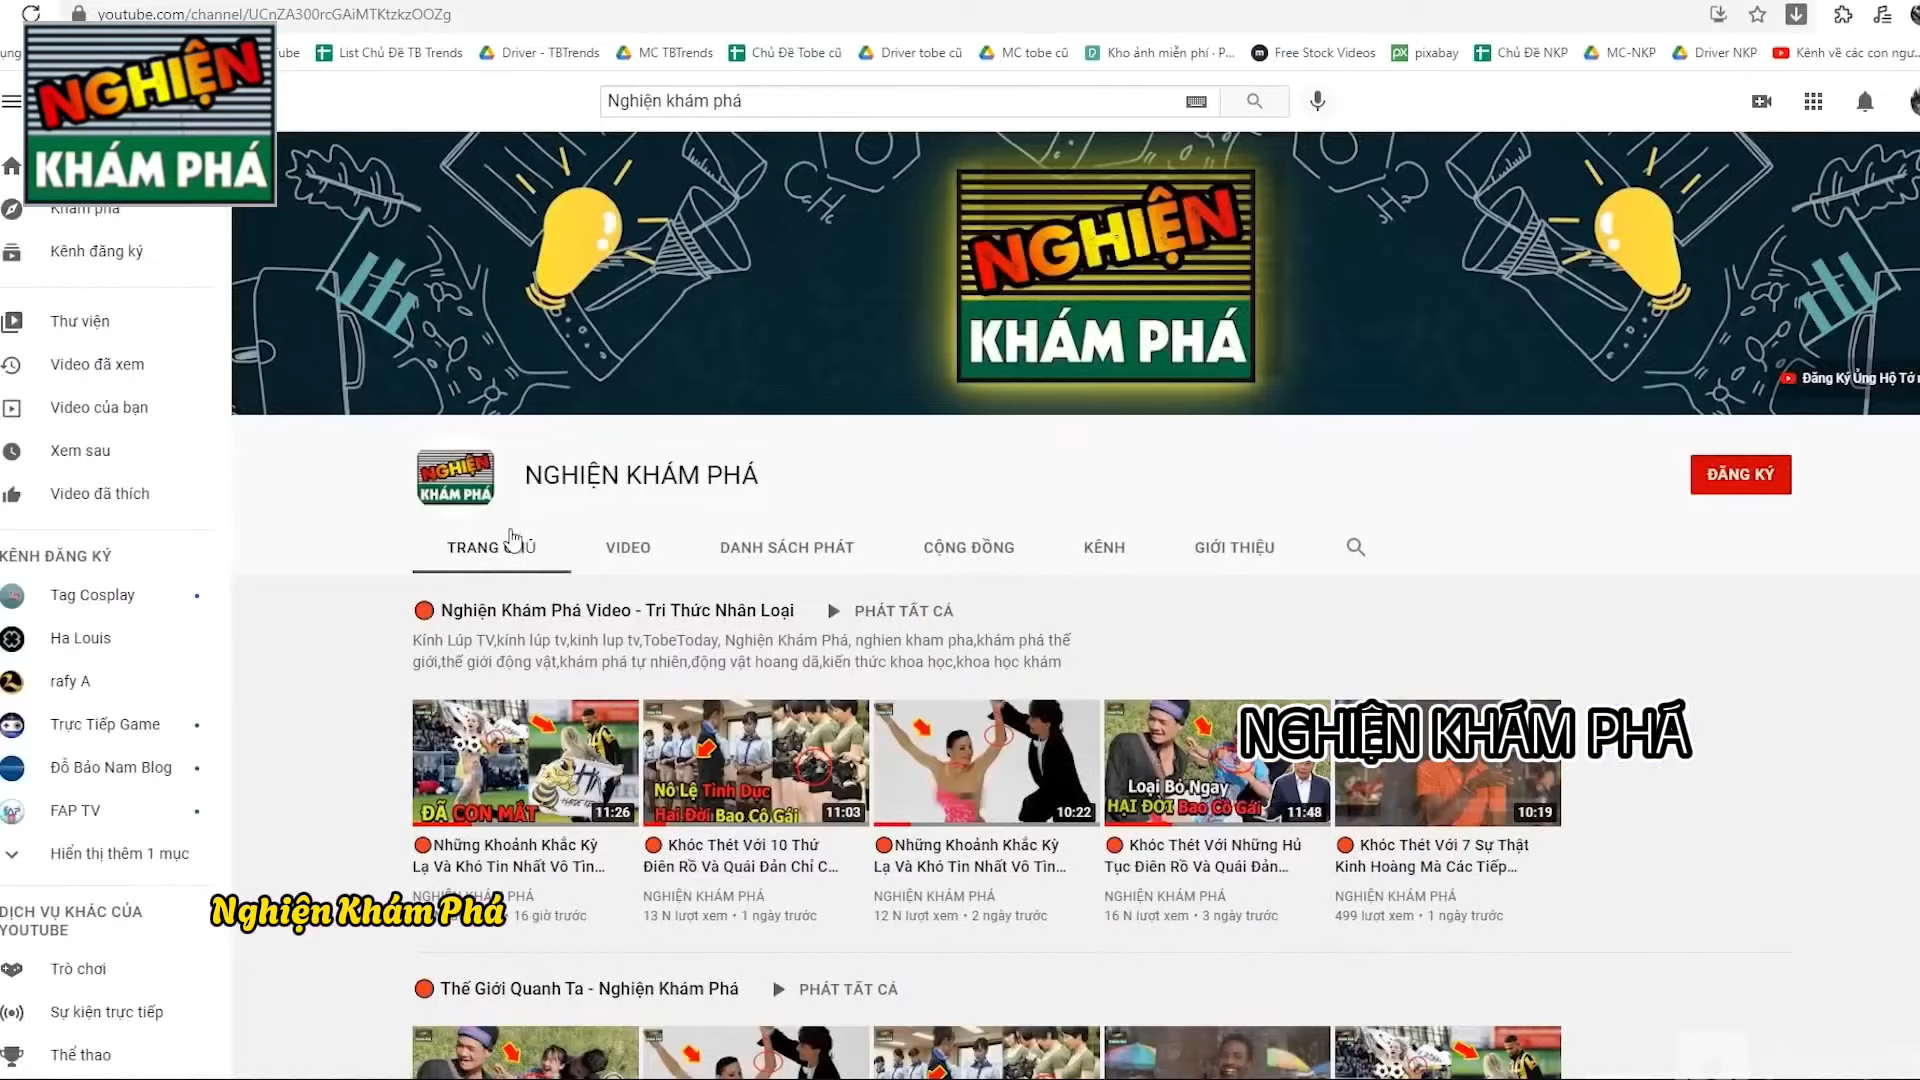 youtube.com/channel/UCnZA300rcGAiMTKtzkzOOZg
List Chủ Đề TB Trends
Driver - TBTrends
MC TBTrends
Chủ Đề Tobe cũ
Driver tobe cũ
MC tobe cũ
Kho ảnh miễn phí · P...
Free Stock Videos
pixabay
Chủ Đề NKP
MC-NKP
Driver NKP
Kênh về các con ngư...
NGHIỆN
KHÁM PHÁ
Nghiện khám phá
Khám phá
Kênh đăng ký
Thư viện
Video đã xem
Video của bạn
Xem sau
Video đã thích
KÊNH ĐĂNG KÝ
Tag Cosplay
Ha Louis
rafy A
Trực Tiếp Game
Đỗ Bảo Nam Blog
FAP TV
Hiển thị thêm 1 mục
DỊCH VỤ KHÁC CỦA
YOUTUBE
Trò chơi
Sự kiện trực tiếp
Thể thao
NGHIỆN
KHÁM PHÁ
Đăng Ký Ủng Hộ Tớ
NGHIỆN
KHÁM PHÁ
NGHIỆN KHÁM PHÁ
ĐĂNG KÝ
TRANG CHỦ
VIDEO
DANH SÁCH PHÁT
CỘNG ĐỒNG
KÊNH
GIỚI THIỆU
Nghiện Khám Phá Video - Tri Thức Nhân Loại
PHÁT TẤT CẢ
Kính Lúp TV,kính lúp tv,kinh lup tv,TobeToday, Nghiện Khám Phá, nghien kham pha,khám phá thế
giới,thế giới động vật,khám phá tự nhiên,động vật hoang dã,kiến thức khoa học,khoa học khám
ĐÃ CON MẮT
11:26
Nô Lệ Tình Dục
Hai Đời Bao Cô Gái
11:03
10:22
Loại Bỏ Ngay
HẠI ĐỜI Bao Cô Gái
11:48
10:19
NGHIỆN KHÁM PHÁ
Những Khoảnh Khắc Kỳ
Lạ Và Khó Tin Nhất Vô Tìn...
NGHIỆN KHÁM PHÁ
16 giờ trước
Khóc Thét Với 10 Thứ
Điên Rồ Và Quái Đản Chỉ C...
NGHIỆN KHÁM PHÁ
13 N lượt xem • 1 ngày trước
Những Khoảnh Khắc Kỳ
Lạ Và Khó Tin Nhất Vô Tìn...
NGHIỆN KHÁM PHÁ
12 N lượt xem • 2 ngày trước
Khóc Thét Với Những Hủ
Tục Điên Rồ Và Quái Đản...
NGHIỆN KHÁM PHÁ
16 N lượt xem • 3 ngày trước
Khóc Thét Với 7 Sự Thật
Kinh Hoàng Mà Các Tiếp...
NGHIỆN KHÁM PHÁ
499 lượt xem • 1 ngày trước
Nghiện Khám Phá
Thế Giới Quanh Ta - Nghiện Khám Phá
PHÁT TẤT CẢ